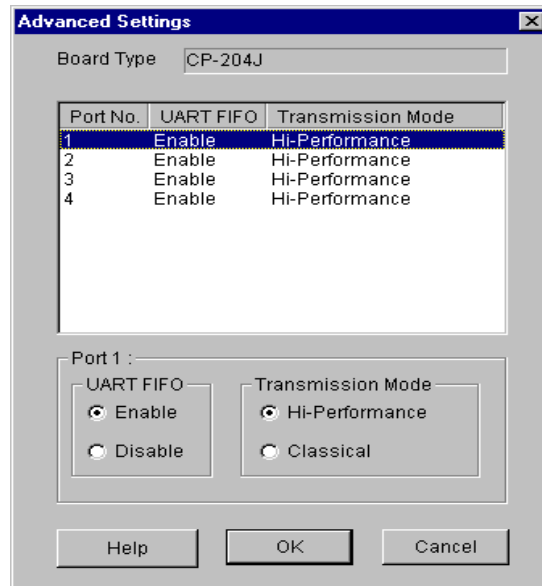 Advanced Settings
Board Type CP-204J
Port No. UART FIFO Transmission Mode
1 Enable Hi-Performance
2 Enable Hi-Performance
3 Enable Hi-Performance
4 Enable Hi-Performance
Port 1 :
UART FIFO Transmission Mode
Enable Hi-Performance
Disable Classical
Help OK Cancel